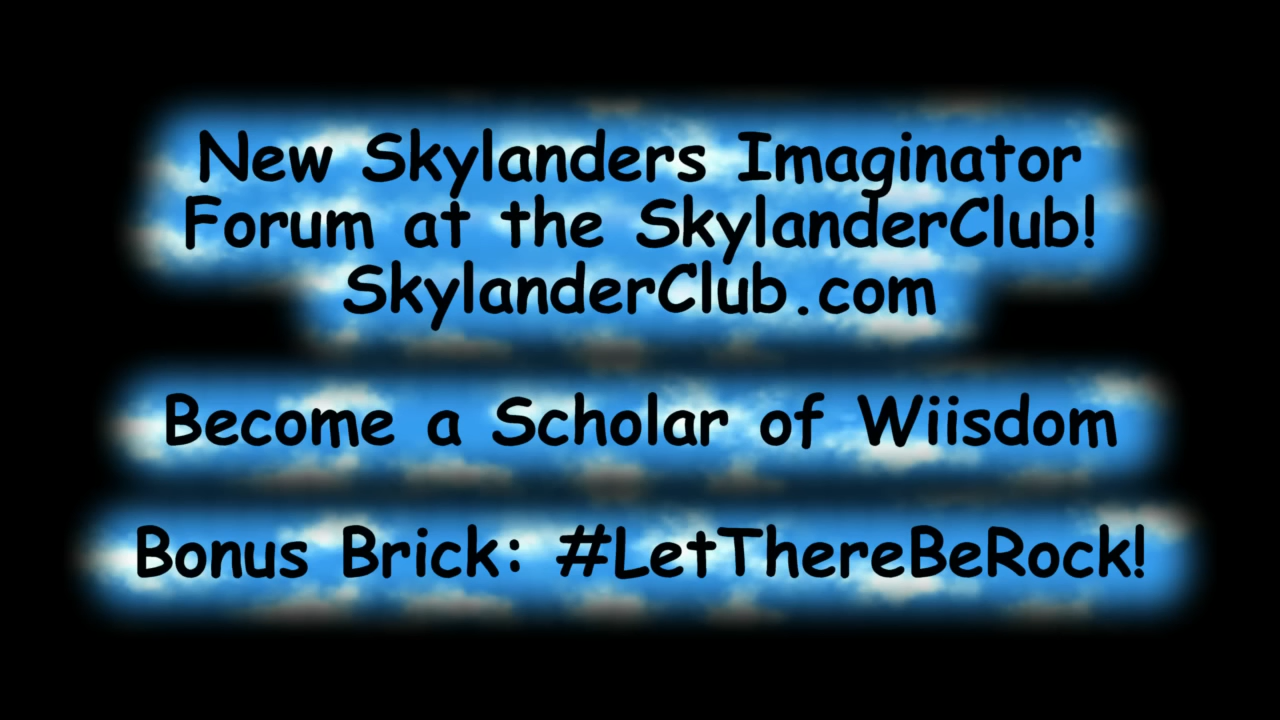 New Skylanders Imaginator
Forum at the SkylanderClub!
SkylanderClub.com
Become a Scholar of Wiisdom
Bonus Brick: #LetThereBeRock!